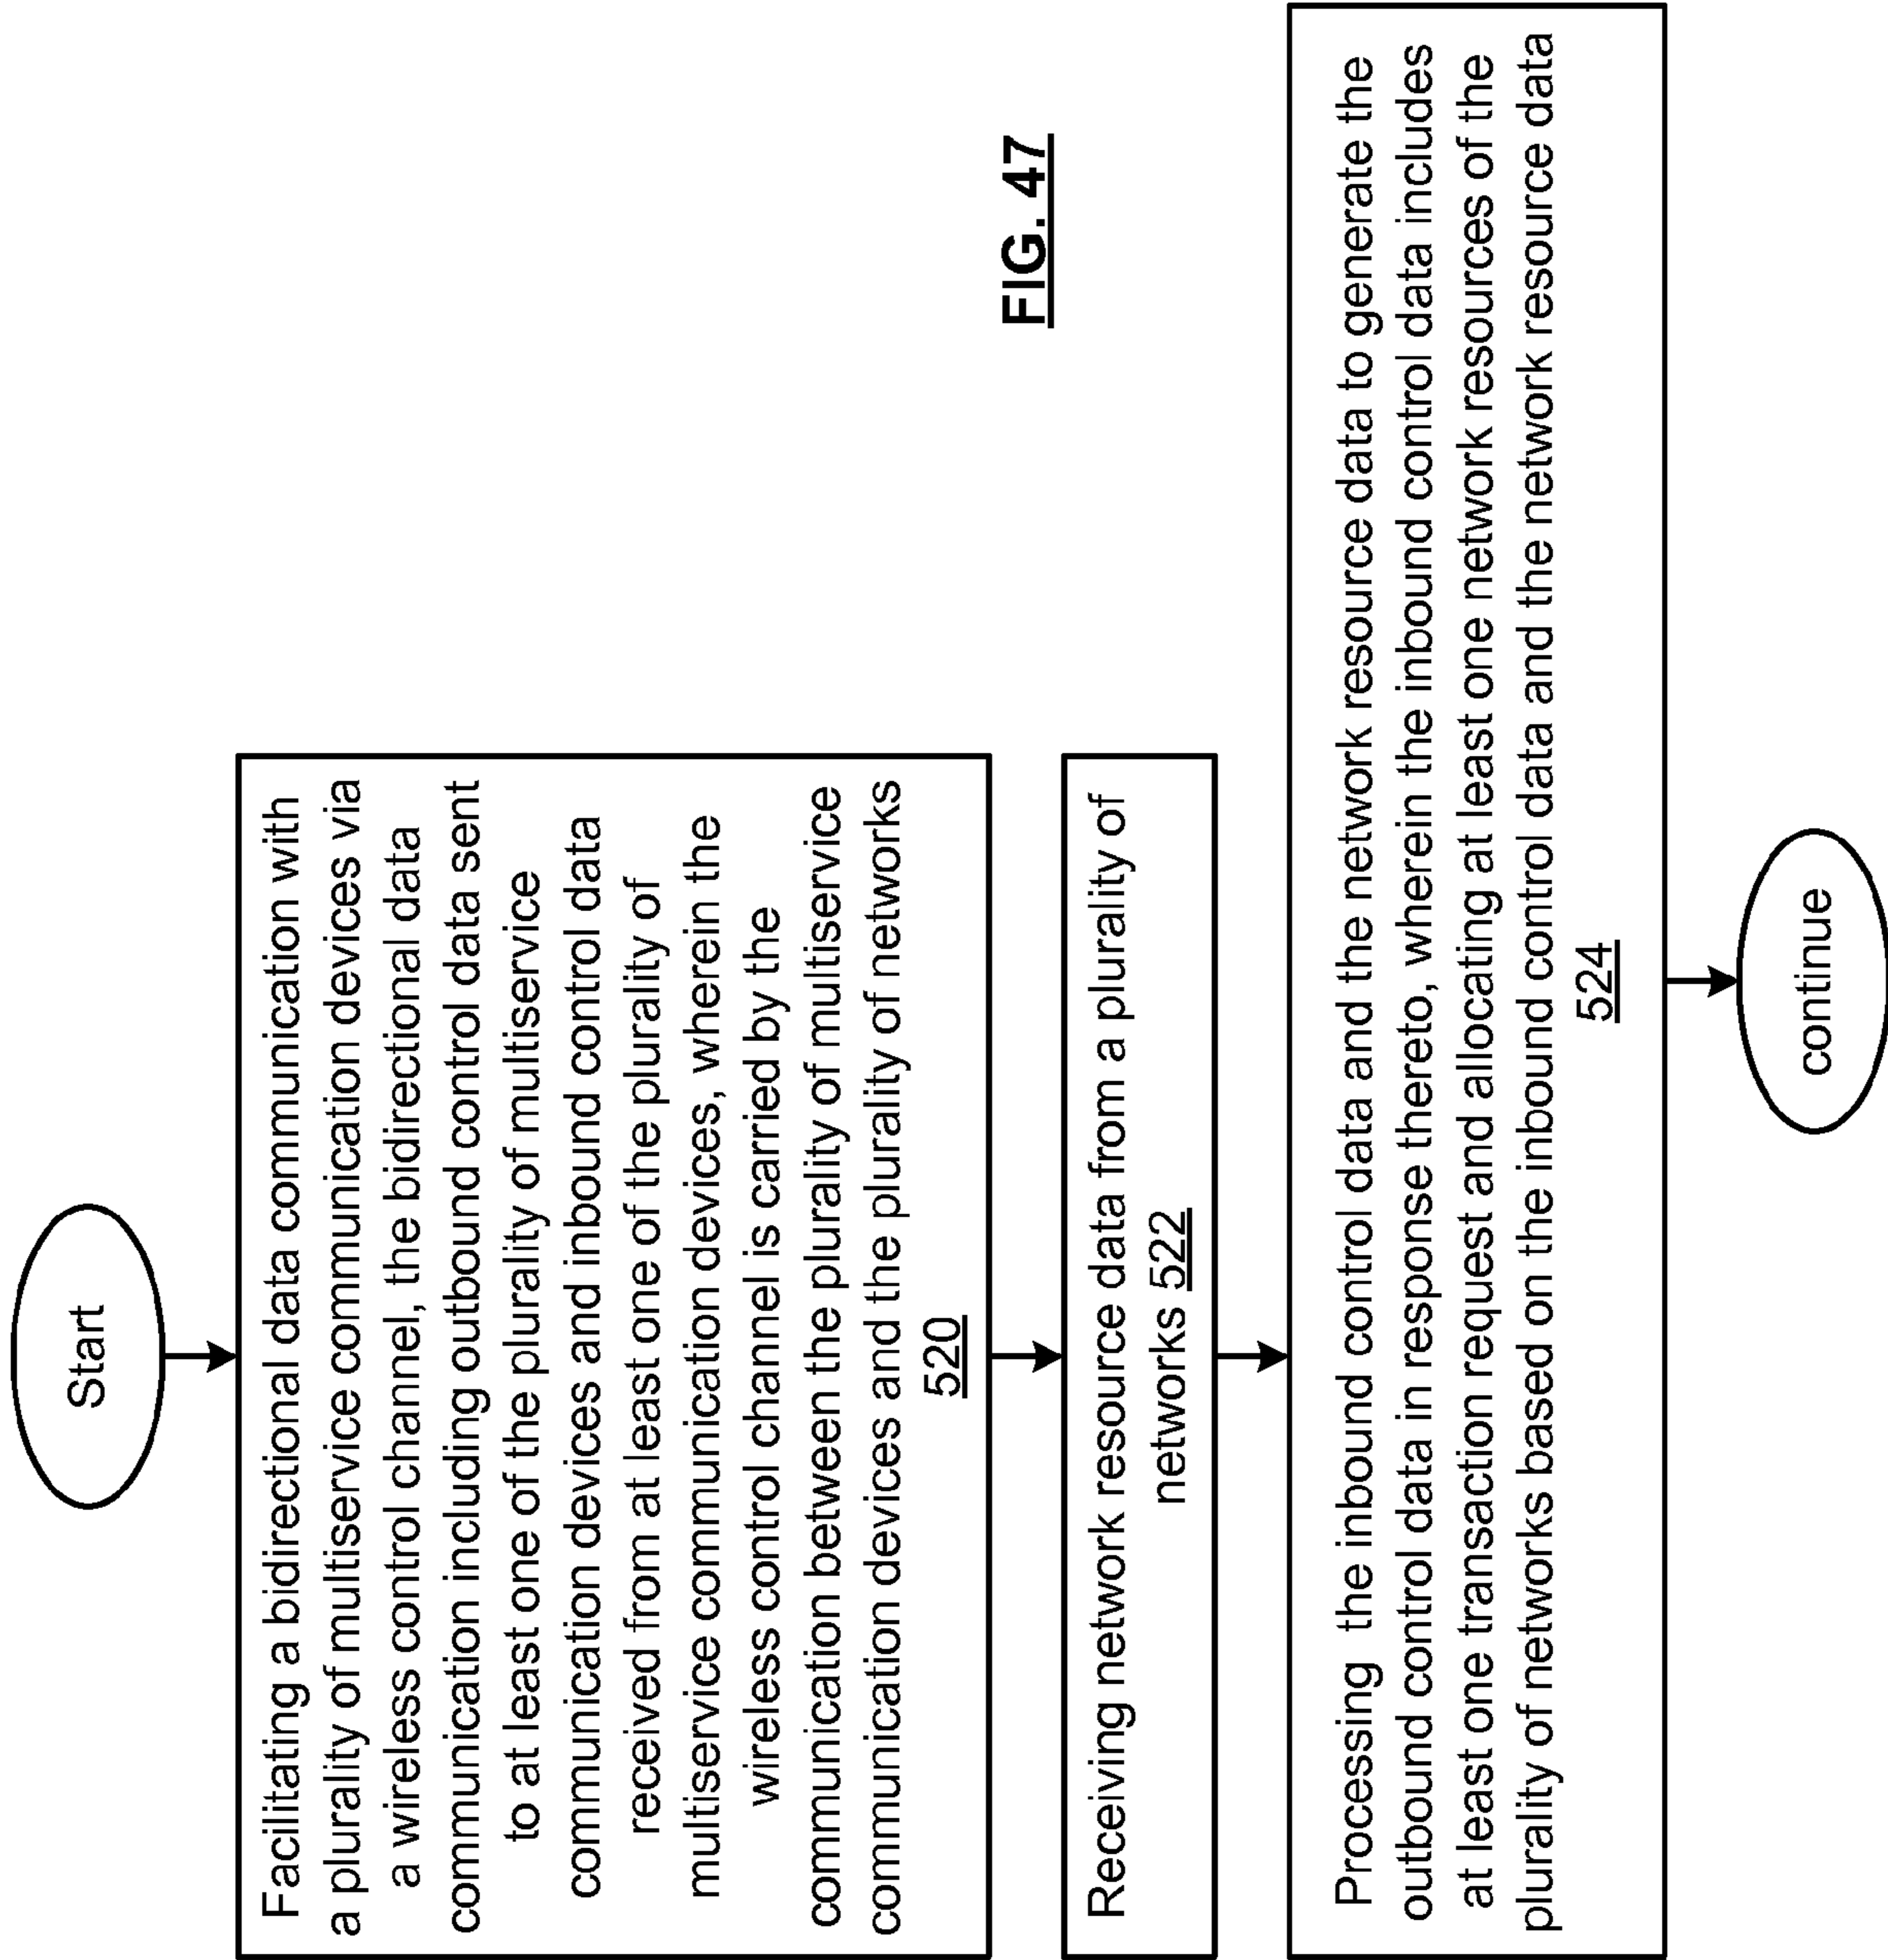 Start
Facilitating a bidirectional data communication with
a plurality of multiservice communication devices via
a wireless control channel, the bidirectional data
communication including outbound control data sent
to at least one of the plurality of multiservice
communication devices and inbound control data
received from at least one of the plurality of
multiservice communication devices, wherein the
wireless control channel is carried by the
communication between the plurality of multiservice
communication devices and the plurality of networks
520
Receiving network resource data from a plurality of
networks 522
Processing the inbound control data and the network resource data to generate the
outbound control data in response thereto, wherein the inbound control data includes
at least one transaction request and allocating at least one network resources of the
plurality of networks based on the inbound control data and the network resource data
524
continue
FIG. 47